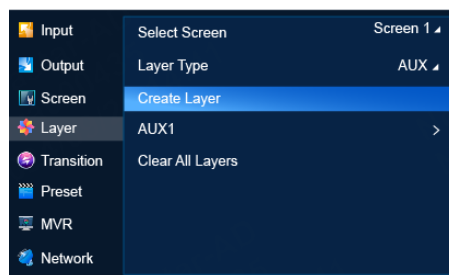 Input
Output
Screen
Layer
Transition
Preset
MVR
Network
Select Screen Screen 1
Layer Type AUX
Create Layer
AUX1 >
Clear All Layers